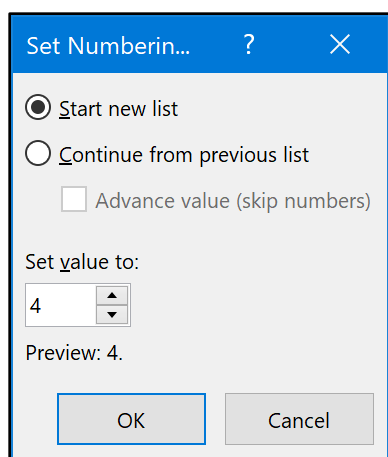 Set Numberin... ?
Start new list
Continue from previous list
Advance value (skip numbers)
Set value to:
4
Preview: 4.
OK Cancel